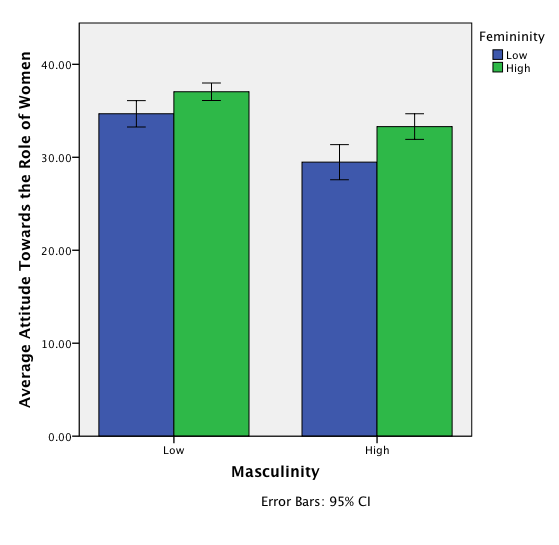 Femininity
Low
High
Average Attitude Towards the Role of Women
40.00
30.00
20.00
10.00
0.00
Low
High
Masculinity
Error Bars: 95% CI